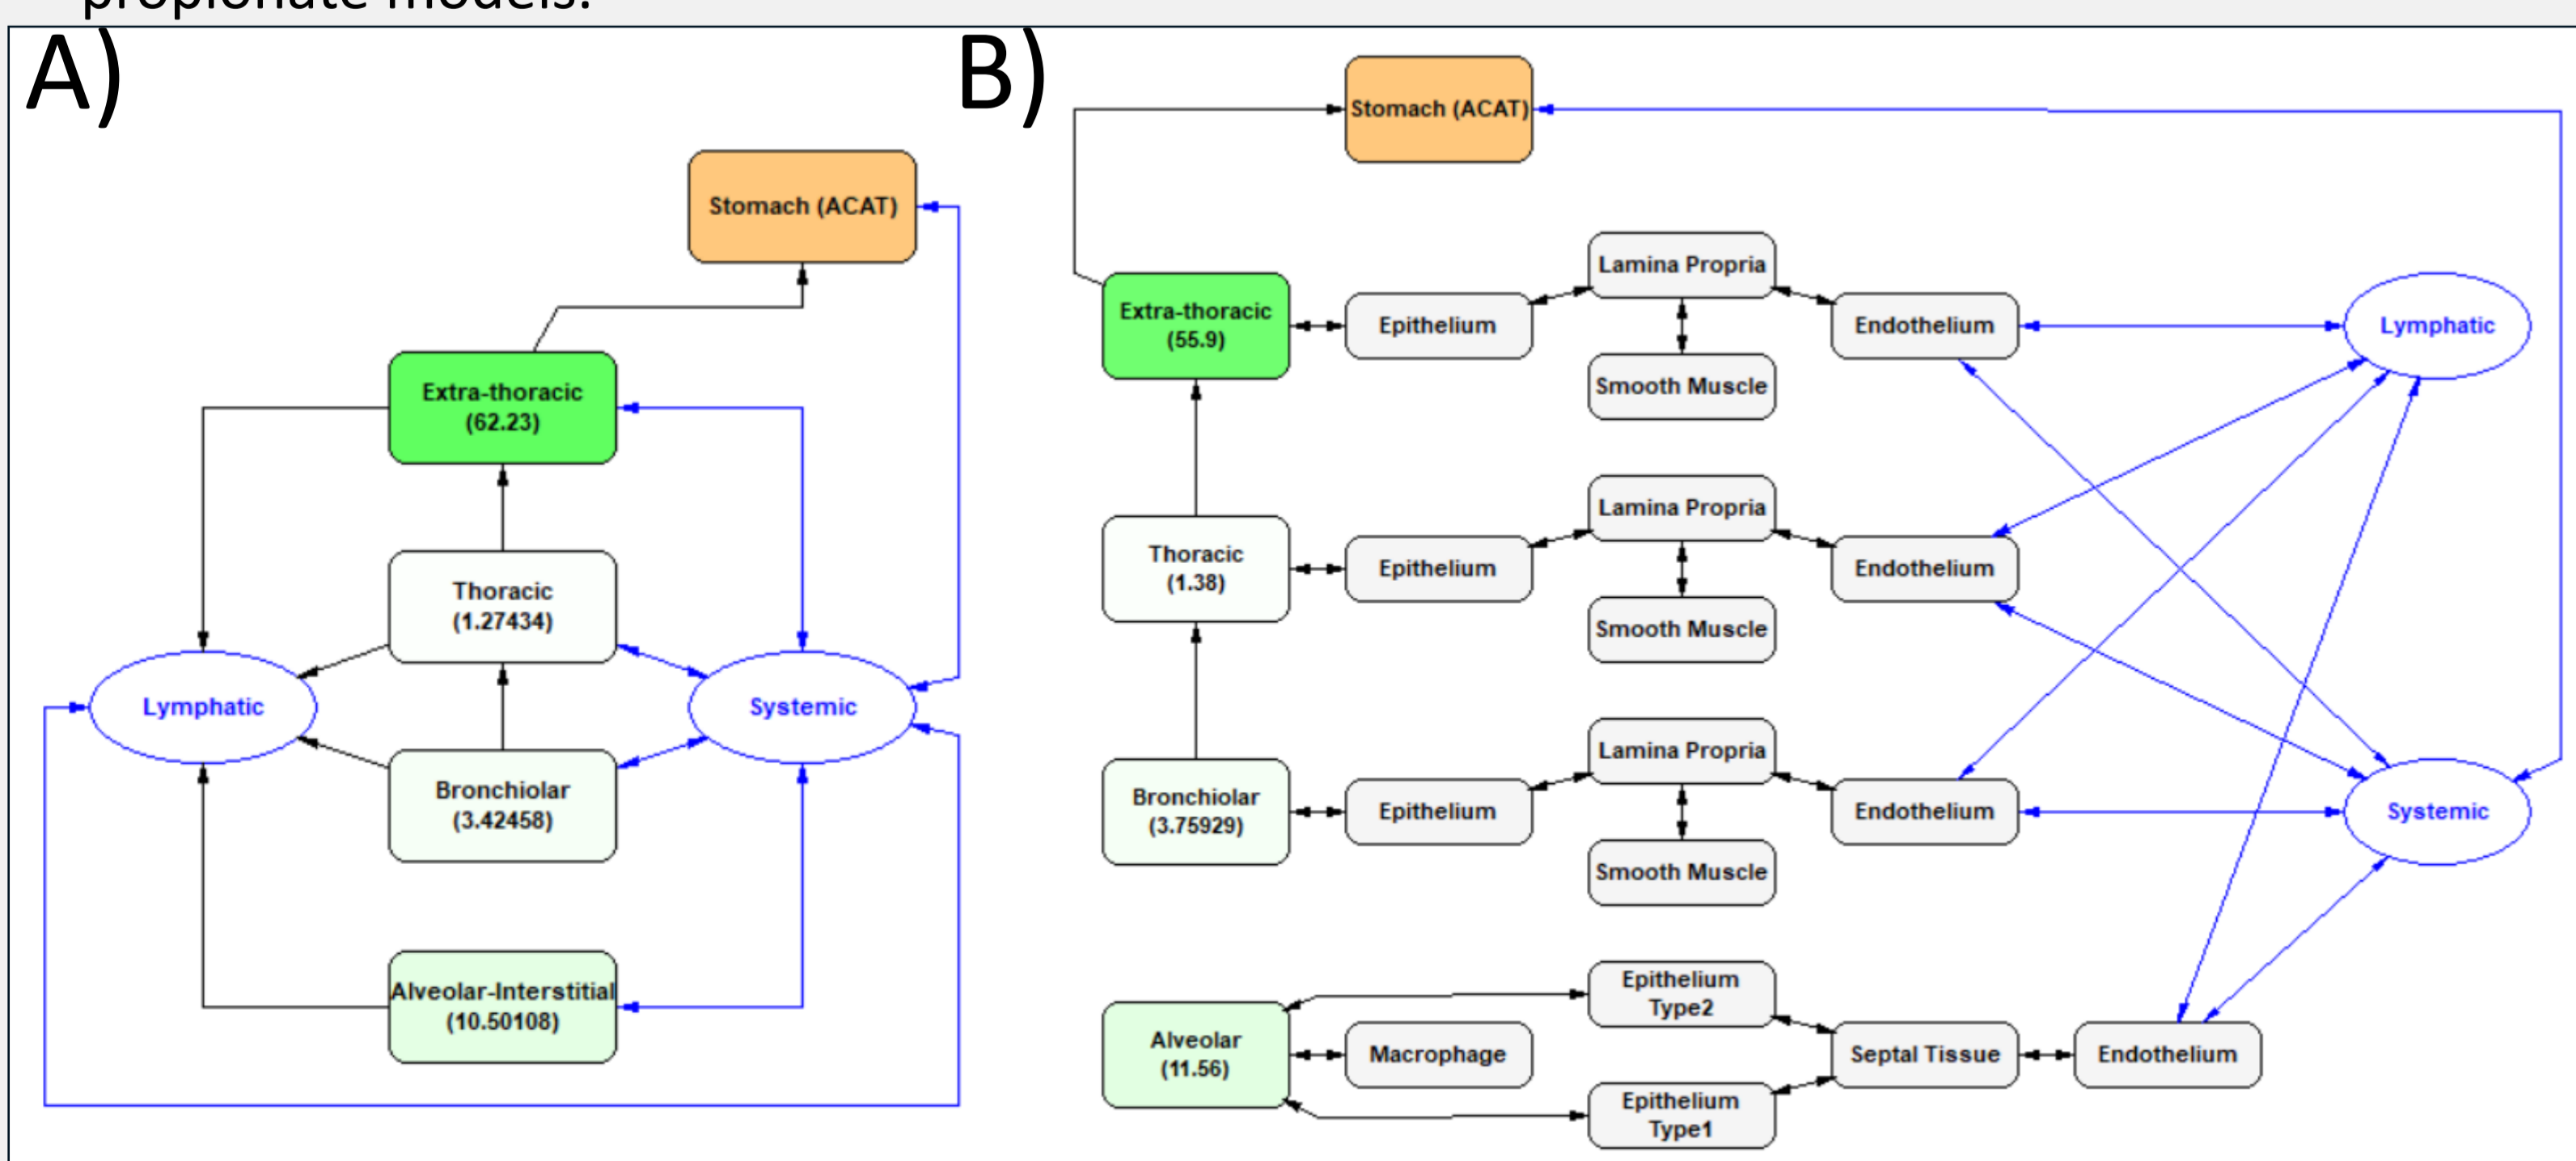 propionate models.
A)
Stomach (ACAT)
Extra-thoracic
(62.23)
Thoracic
(1.27434)
Lymphatic
Systemic
Bronchiolar
(3.42458)
Alveolar-Interstitial
(10.50108)
B)
Stomach (ACAT)
Extra-thoracic
(55.9)
Epithelium
Lamina Propria
Smooth Muscle
Endothelium
Lymphatic
Thoracic
(1.38)
Epithelium
Lamina Propria
Smooth Muscle
Endothelium
Bronchiolar
(3.75929)
Epithelium
Lamina Propria
Smooth Muscle
Endothelium
Systemic
Alveolar
(11.56)
Epithelium
Type2
Macrophage
Epithelium
Type1
Septal Tissue
Endothelium